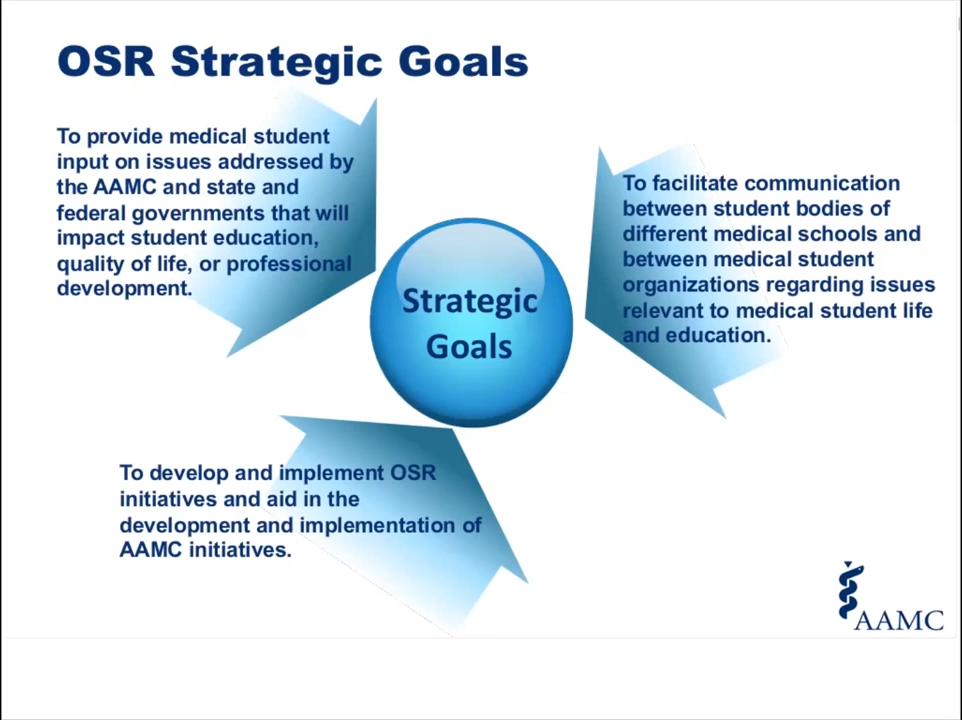 OSR Strategic Goals
To provide medical student
input on issues addressed by
the AAMC and state and
federal governments that will
impact student education,
quality of life, or professional
development.
To facilitate communication
between student bodies of
different medical schools and
between medical student
organizations regarding issues
relevant to medical student life
and education.
Strategic
Goals
To develop and implement OSR
initiatives and aid in the
development and implementation of
AAMC initiatives.
AAMC